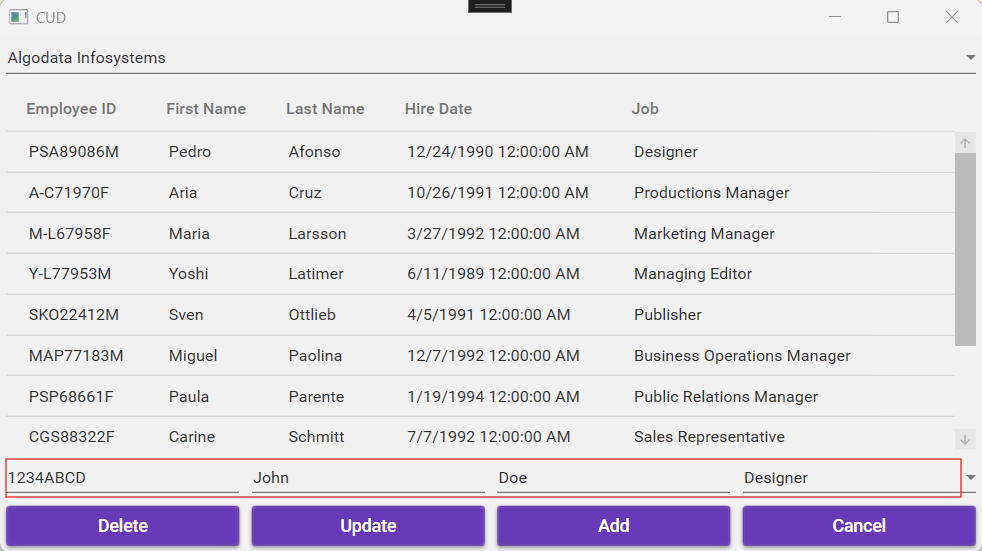 CUD
Algodata Infosystems
Employee ID First Name Last Name Hire Date Job
PSA89086M Pedro Afonso 12/24/1990 12:00:00 AM Designer
A-C71970F Aria Cruz 10/26/1991 12:00:00 AM Productions Manager
M-L67958F Maria Larsson 3/27/1992 12:00:00 AM Marketing Manager
Y-L77953M Yoshi Latimer 6/11/1989 12:00:00 AM Managing Editor
SKO22412M Sven Ottlieb 4/5/1991 12:00:00 AM Publisher
MAP77183M Miguel Paolina 12/7/1992 12:00:00 AM Business Operations Manager
PSP68661F Paula Parente 1/19/1994 12:00:00 AM Public Relations Manager
CGS88322F Carine Schmitt 7/7/1992 12:00:00 AM Sales Representative
1234ABCD John Doe Designer
Delete Update Add Cancel